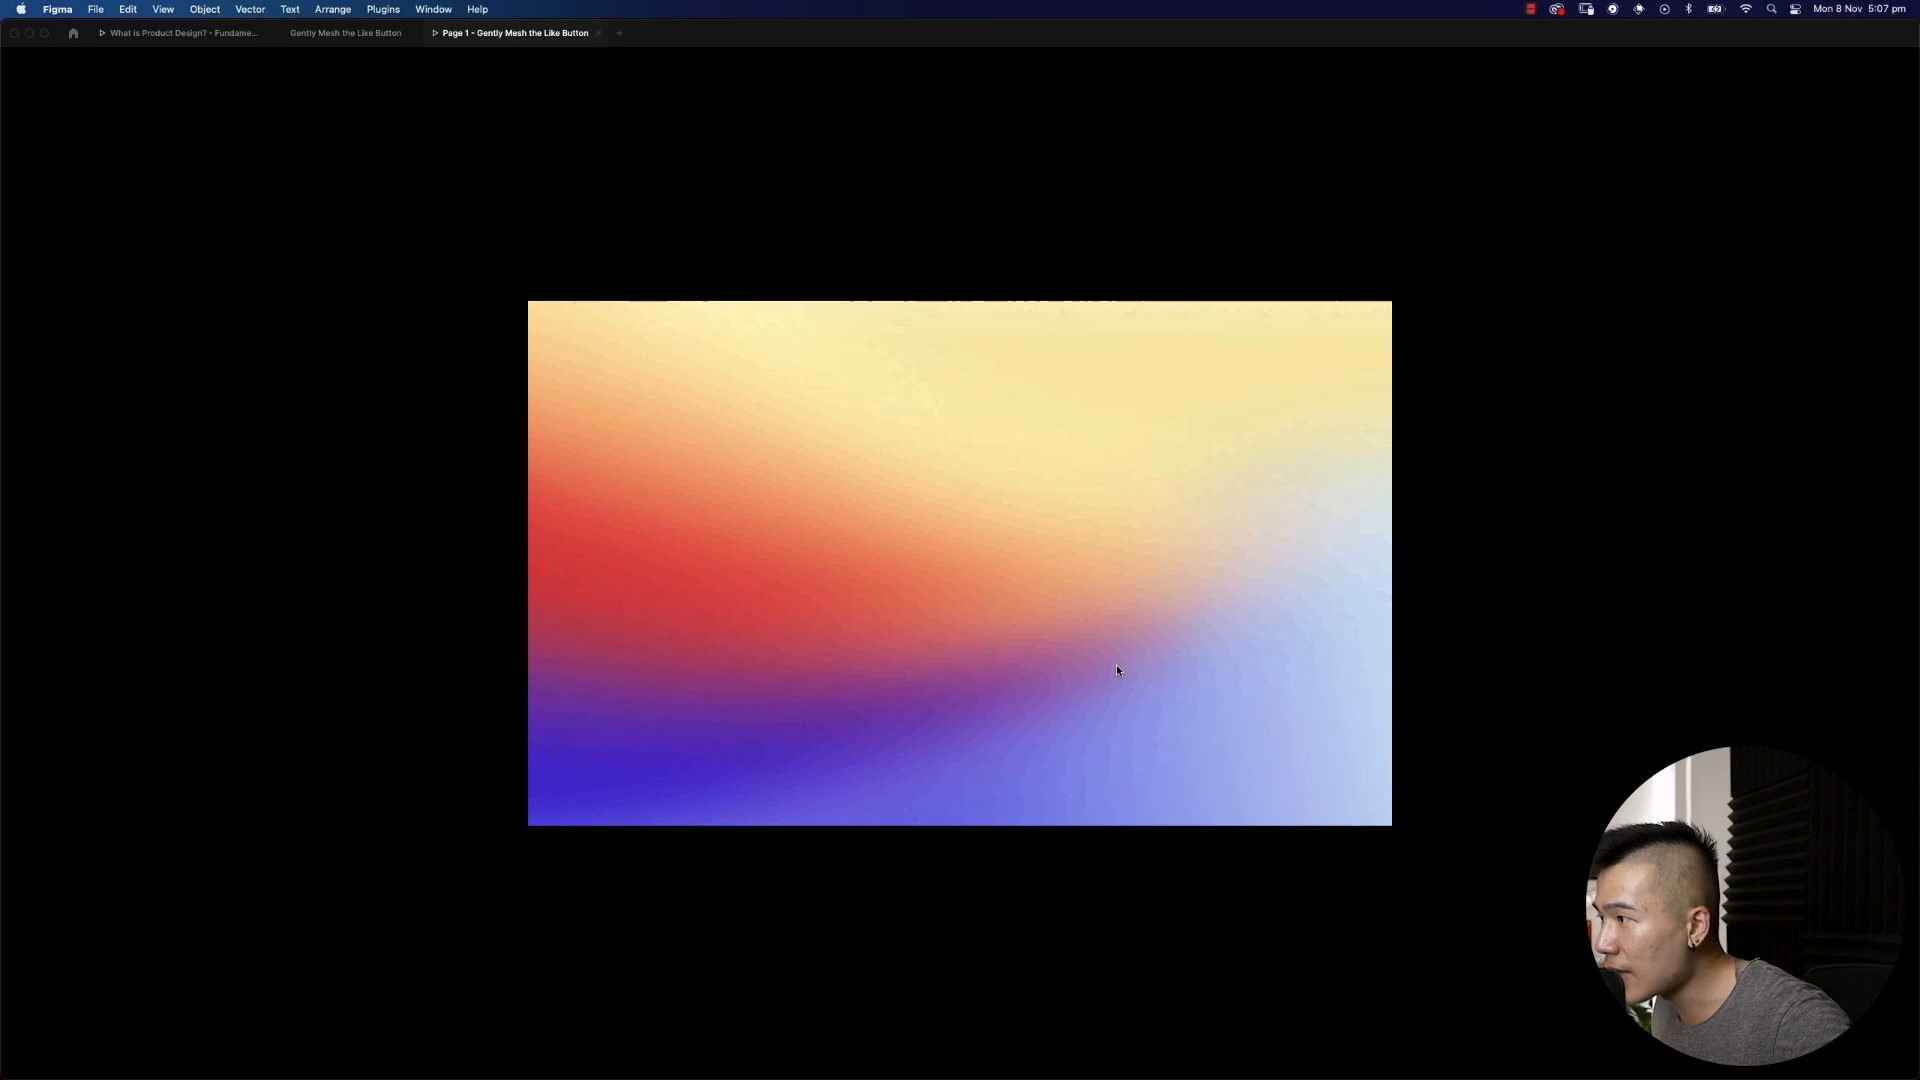 Figma File Edit View Object Vector Text Arrange Plugins Window Help Mon 8 Nov 5:07 pm
What is Product Design? - Fundame... Gently Mesh the Like Button Page 1 - Gently Mesh the Like Button